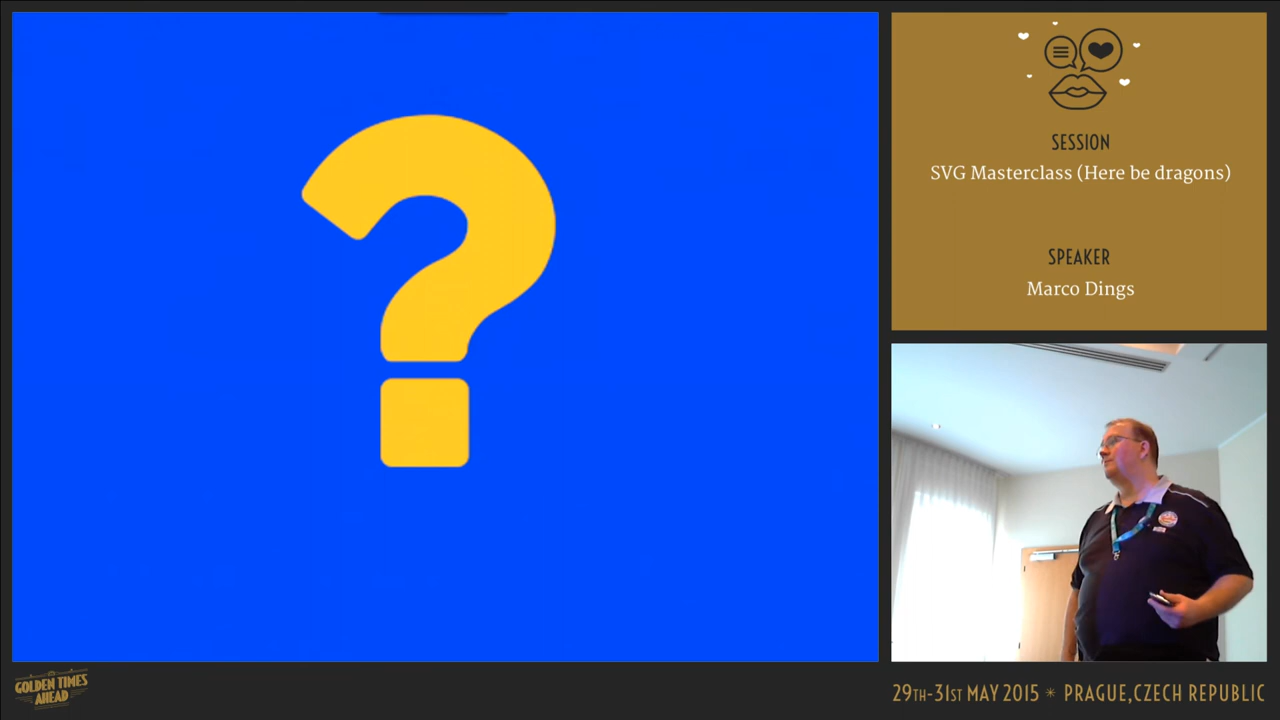 ?
SESSION
SVG Masterclass (Here be dragons)
SPEAKER
Marco Dings
GOLDEN TIMES
AHEAD
29TH-31ST MAY 2015 * PRAGUE,CZECH REPUBLIC